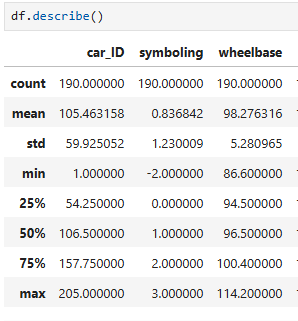 df.describe()
car_ID symboling wheelbase
count 190.000000 190.000000 190.000000
mean 105.463158 0.836842 98.276316
std 59.925052 1.230009 5.280965
min 1.000000 -2.000000 86.600000
25% 54.250000 0.000000 94.500000
50% 106.500000 1.000000 96.500000
75% 157.750000 2.000000 100.400000
max 205.000000 3.000000 114.200000